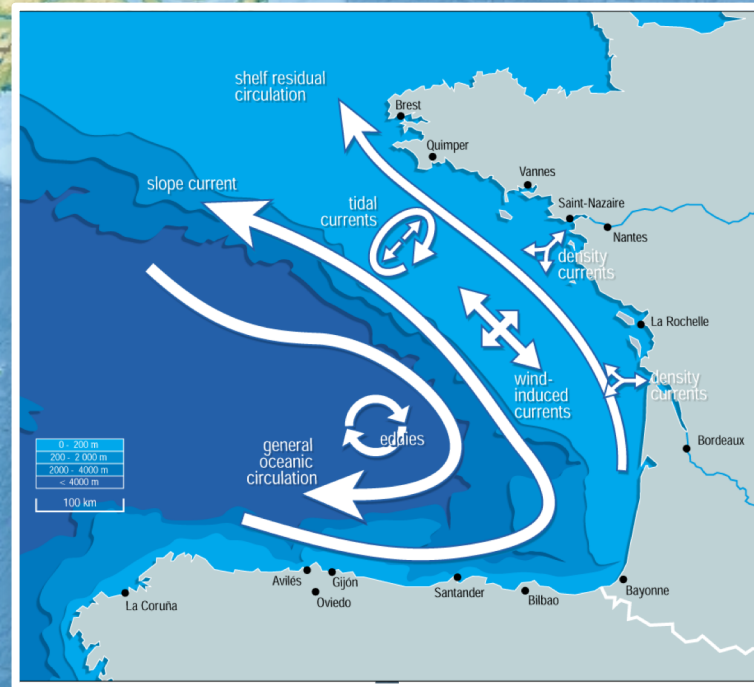 shelf residual
circulation
Brest
Quimper
slope current
Vannes
tidal
currents
Saint-Nazaire
Nantes
density
currents
La Rochelle
wind-
induced
currents
density
currents
eddies
general
oceanic
circulation
Bordeaux
0 - 200 m
200 - 2 000 m
2000 - 4000 m
< 4000 m
100 km
Avilés
Gijón
Oviedo
Santander
Bilbao
Bayonne
La Coruña